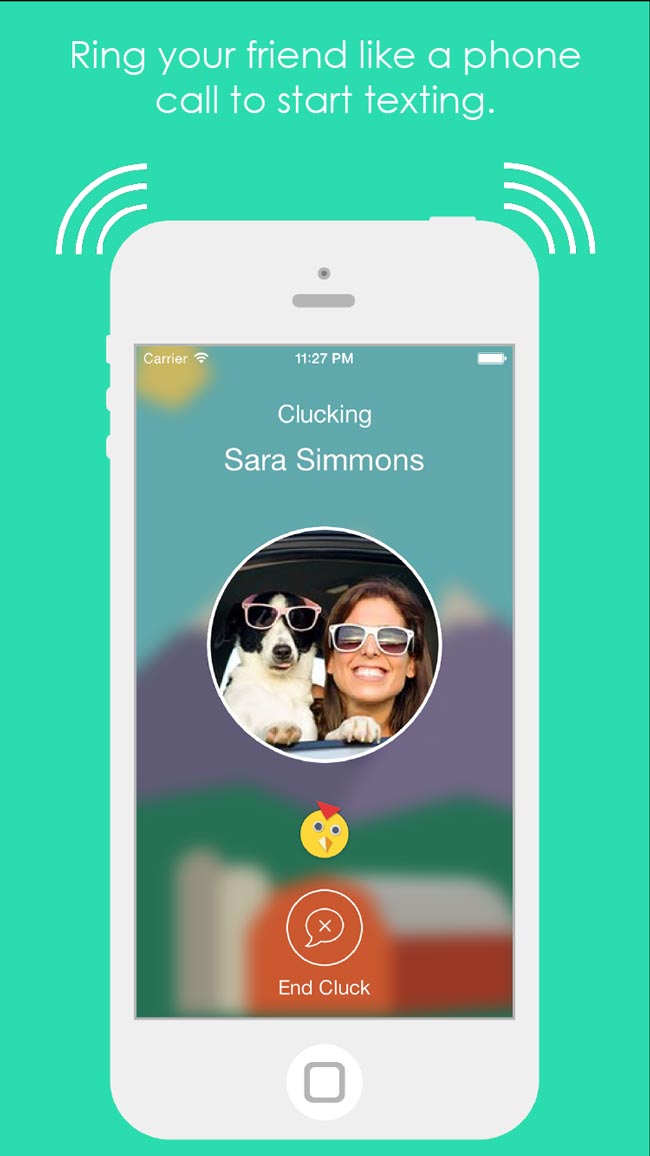 Ring your friend like a phone
call to start texting.
Carrier 11:27 PM
Clucking
Sara Simmons
End Cluck